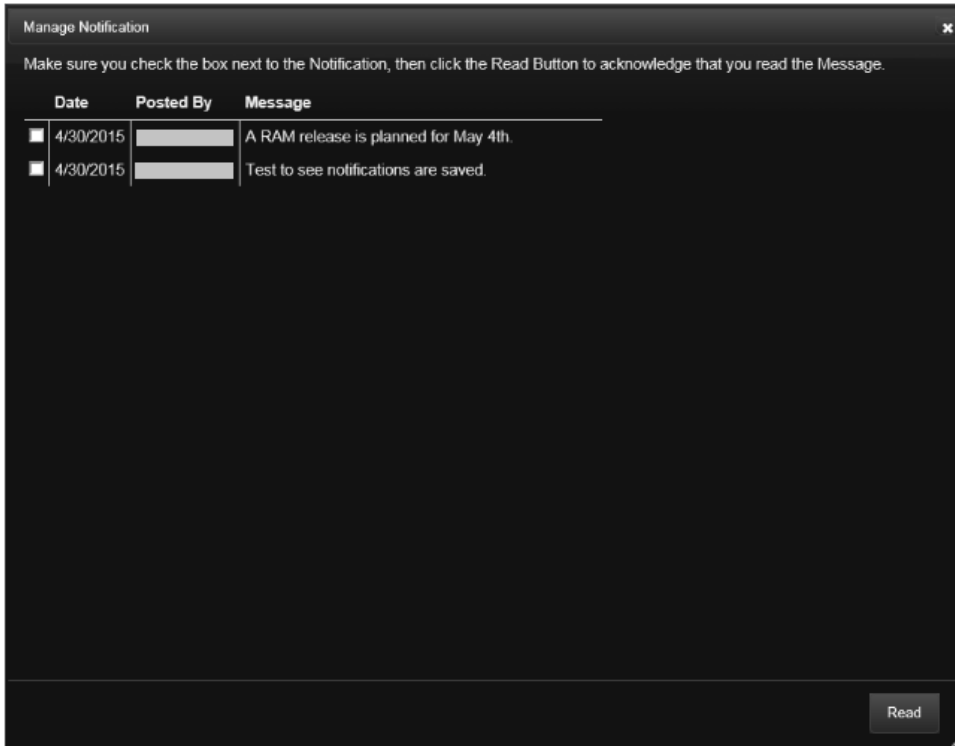 Manage Notification
Make sure you check the box next to the Notification, then click the Read Button to acknowledge that you read the Message.
Date Posted By Message
4/30/2015 A RAM release is planned for May 4th.
4/30/2015 Test to see notifications are saved.
Read